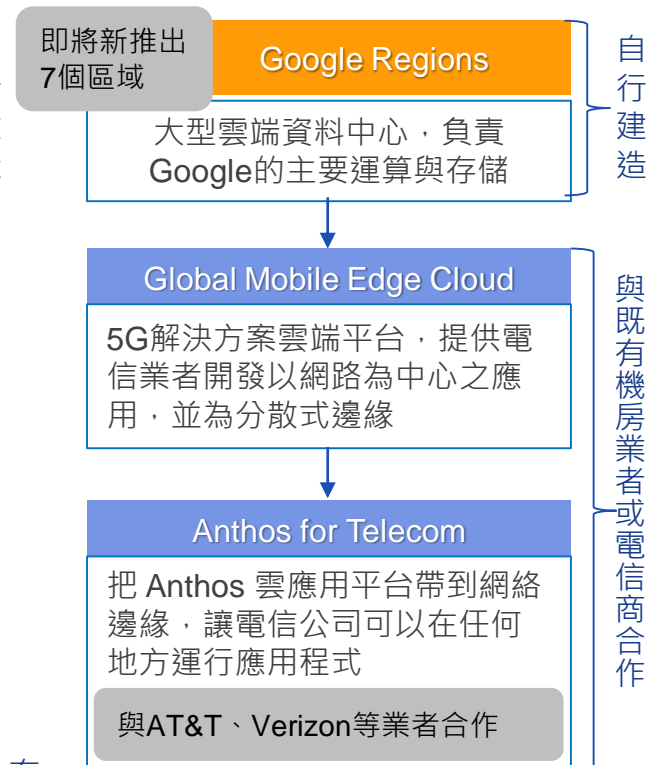 即將新推出
7個區域
Google Regions
大型雲端資料中心，負責
Google的主要運算與存儲
自行建造
Global Mobile Edge Cloud
5G解決方案雲端平台，提供電
信業者開發以網路為中心之應
用，並為分散式邊緣
Anthos for Telecom
把 Anthos 雲應用平台帶到網絡
邊緣，讓電信公司可以在任何
地方運行應用程式
與AT&T、Verizon等業者合作
與既有機房業者或電信商合作